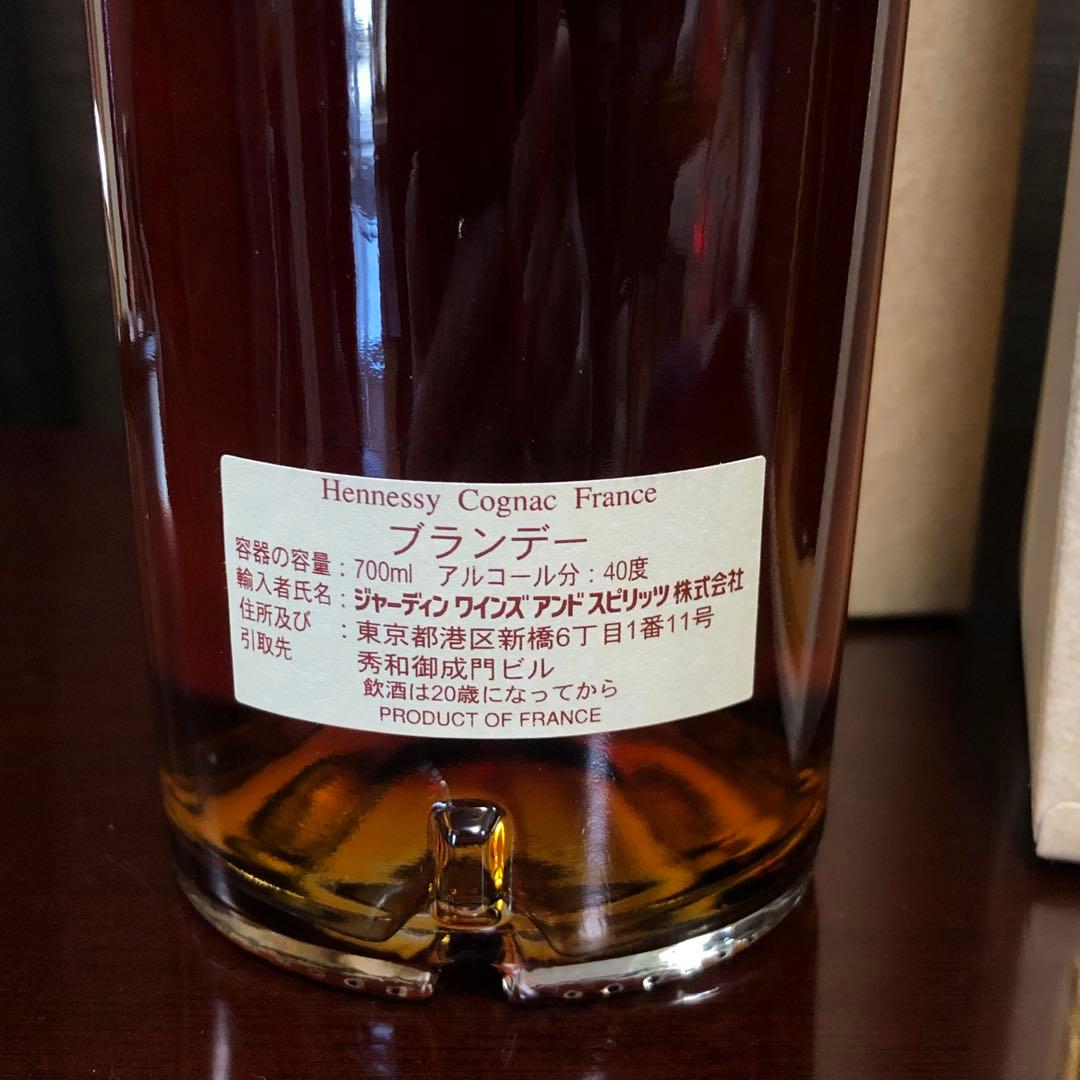 Hennessy Cognac France
ブランデー
容器の容量：700ml アルコール分：40度
輸入者氏名：ジャーディン ワインズ アンド スピリッツ 株式会社
住所及び：東京都港区新橋6丁目1番11号
引取先 秀和御成門ビル
飲酒は20歳になってから
PRODUCT OF FRANCE